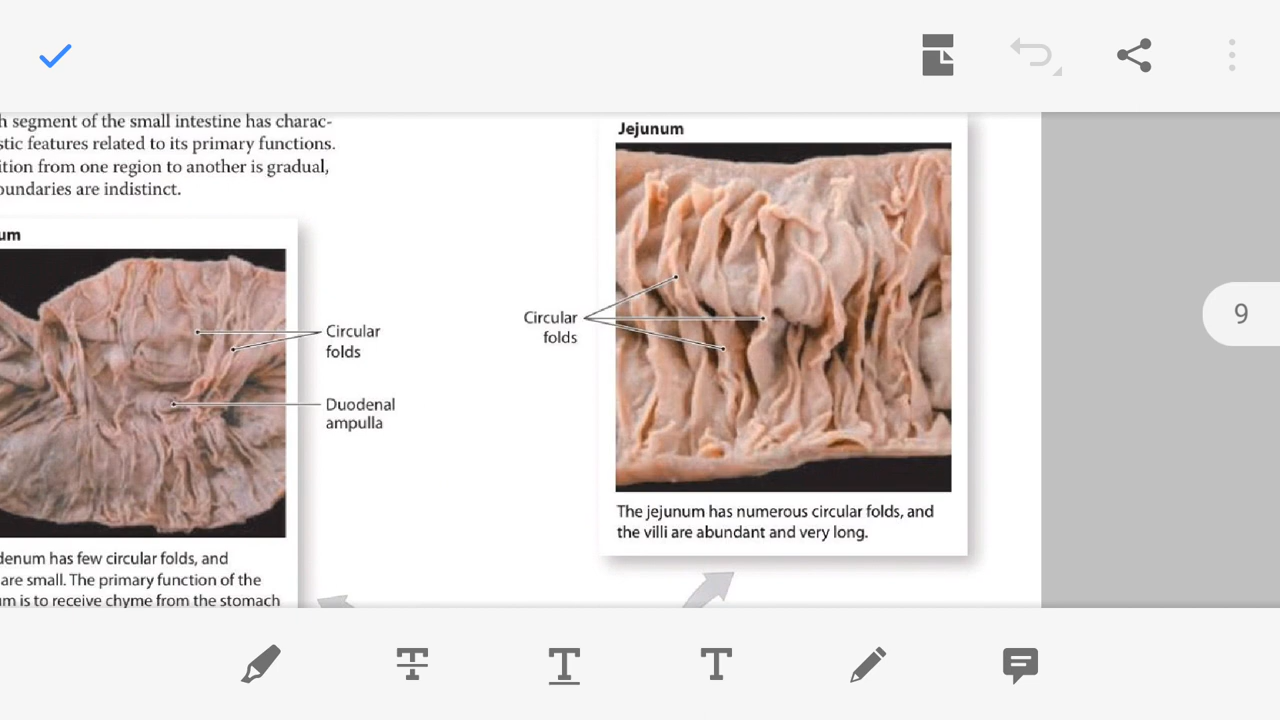 h segment of the small intestine has charac-
stic features related to its primary functions.
ition from one region to another is gradual,
oundaries are indistinct.
um
Circular
folds
Duodenal
ampulla
denum has few circular folds, and
are small. The primary function of the
um is to receive chyme from the stomach
Jejunum
Circular
folds
The jejunum has numerous circular folds, and
the villi are abundant and very long.
9
T
T
T